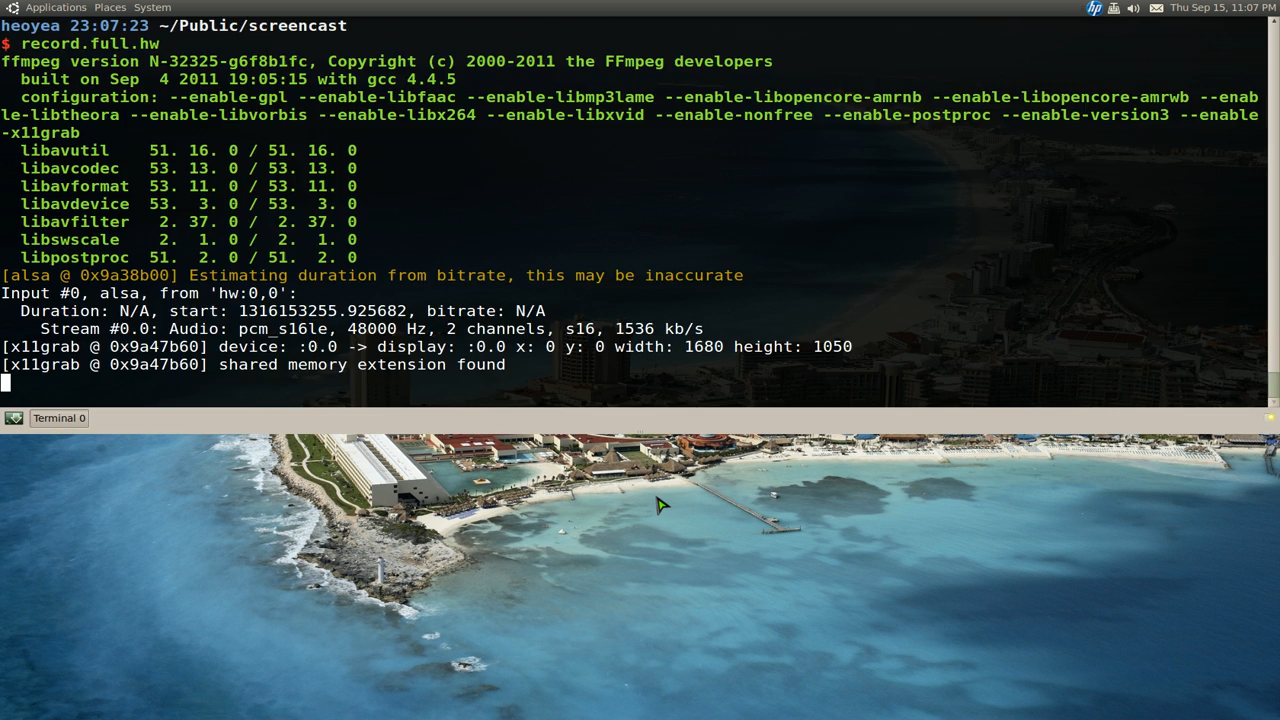 Applications Places System
hp
Thu Sep 15, 11:07 PM
heoyea 23:07:23 ~/Public/screencast
$ record.full.hw
ffmpeg version N-32325-g6f8b1fc, Copyright (c) 2000-2011 the FFmpeg developers
built on Sep  4 2011 19:05:15 with gcc 4.4.5
configuration: --enable-gpl --enable-libfaac --enable-libmp3lame --enable-libopencore-amrnb --enable-libopencore-amrwb --enab
le-libtheora --enable-libvorbis --enable-libx264 --enable-libxvid --enable-nonfree --enable-postproc --enable-version3 --enable
-x11grab
libavutil    51. 16. 0 / 51. 16. 0
libavcodec   53. 13. 0 / 53. 13. 0
libavformat  53. 11. 0 / 53. 11. 0
libavdevice  53.  3. 0 / 53.  3. 0
libavfilter   2. 37. 0 /  2. 37. 0
libswscale    2.  1. 0 /  2.  1. 0
libpostproc  51.  2. 0 / 51.  2. 0
[alsa @ 0x9a38b00] Estimating duration from bitrate, this may be inaccurate
Input #0, alsa, from 'hw:0,0':
Duration: N/A, start: 1316153255.925682, bitrate: N/A
Stream #0.0: Audio: pcm_s16le, 48000 Hz, 2 channels, s16, 1536 kb/s
[x11grab @ 0x9a47b60] device: :0.0 -> display: :0.0 x: 0 y: 0 width: 1680 height: 1050
[x11grab @ 0x9a47b60] shared memory extension found
Terminal 0